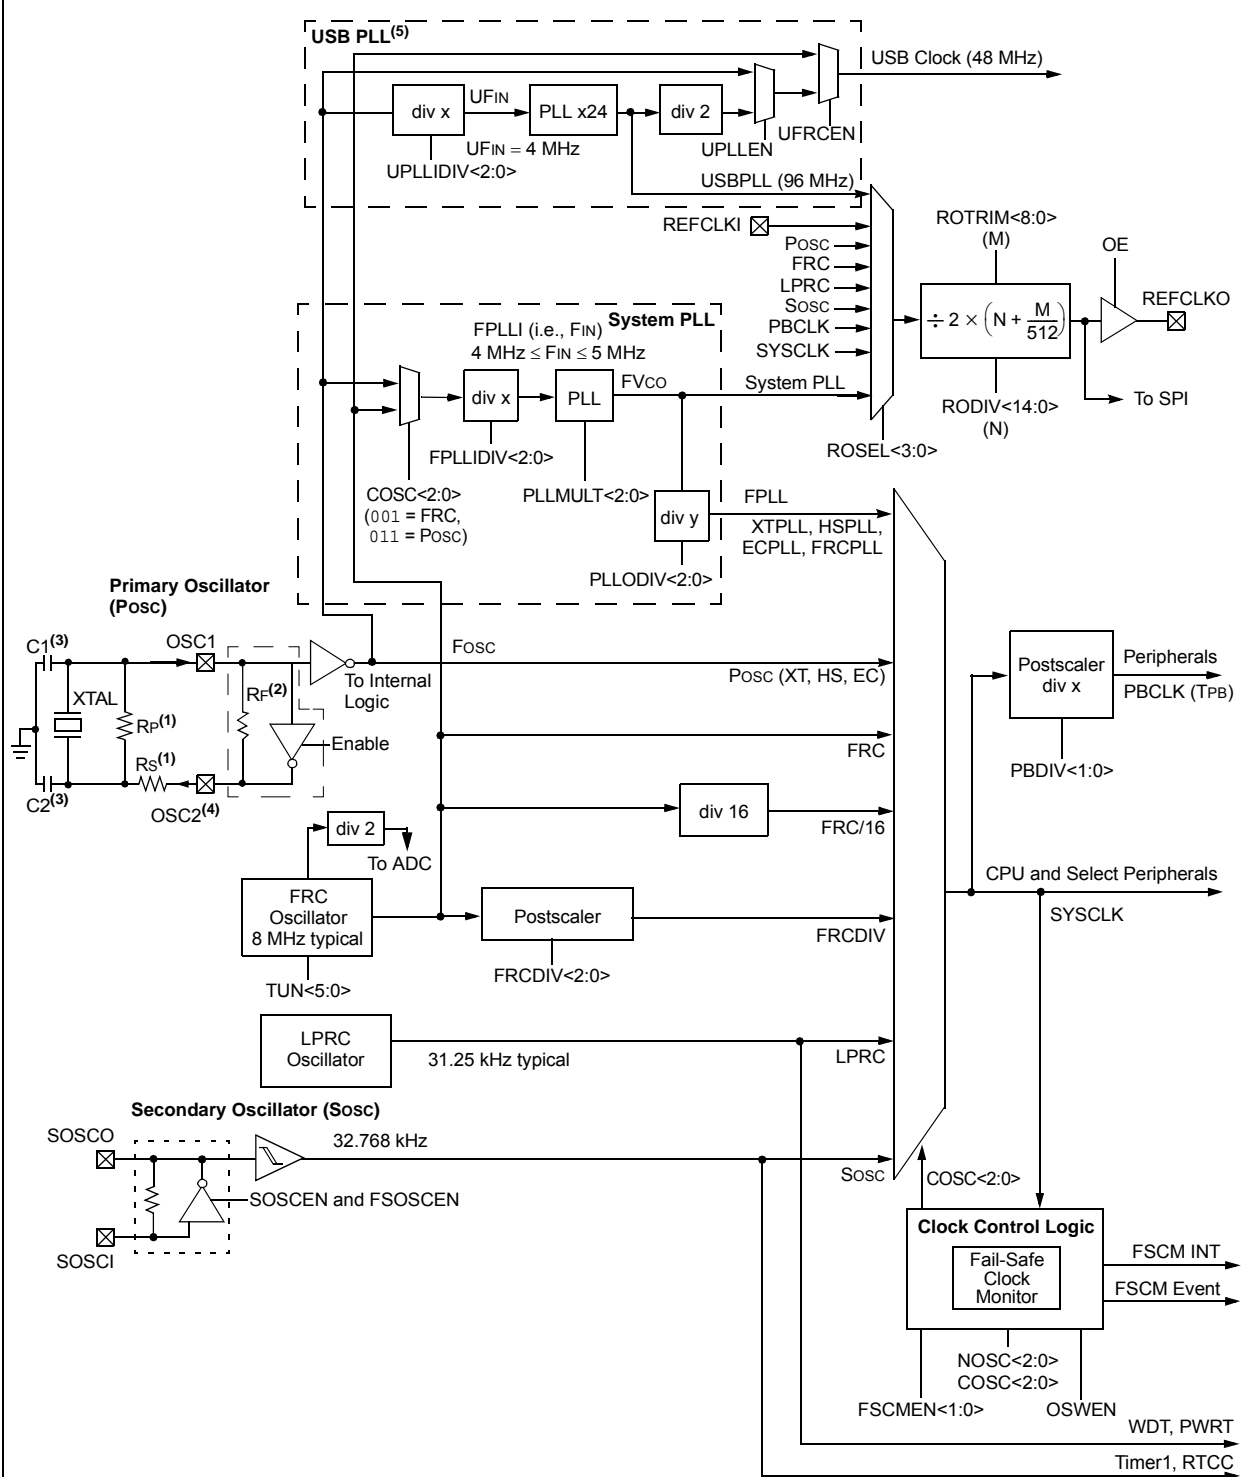 USB PLL(5)
USB Clock (48 MHz)
div x
UFIN
PLL x24
div 2
UFIN = 4 MHz
UPLLIDIV<2:0>
UPLLEN
UFRCEN
USBPLL (96 MHz)
REFCLKI
POSC
FRC
LPRC
SOSC
PBCLK
SYSCLK
System PLL
ROSEL<3:0>
ROTRIM<8:0>
(M)
÷ 2 × (N + M/512)
RODIV<14:0>
(N)
OE
REFCLKO
To SPI
System PLL
FPLLI (i.e., FIN)
4 MHz ≤ FIN ≤ 5 MHz
div x
PLL
FVCO
FPLLIDIV<2:0>
COSC<2:0>
(001 = FRC,
011 = POSC)
PLLMULT<2:0>
div y
PLLODIV<2:0>
FPLL
XTPLL, HSPLL,
ECPLL, FRCPLL
Primary Oscillator
(POSC)
C1(3)
OSC1
XTAL
RP(1)
RF(2)
To Internal
Logic
Enable
RS(1)
C2(3)
OSC2(4)
FOSC
POSC (XT, HS, EC)
FRC
div 16
FRC/16
div 2
To ADC
FRC
Oscillator
8 MHz typical
TUN<5:0>
Postscaler
FRCDIV<2:0>
FRCDIV
LPRC
Oscillator
31.25 kHz typical
LPRC
Secondary Oscillator (SOSC)
SOSCO
32.768 kHz
SOSCEN and FSOSCEN
SOSCI
SOSC
Postscaler
div x
Peripherals
PBCLK (TPB)
PBDIV<1:0>
CPU and Select Peripherals
SYSCLK
COSC<2:0>
Clock Control Logic
Fail-Safe
Clock
Monitor
FSCM INT
FSCM Event
NOSC<2:0>
COSC<2:0>
FSCMEN<1:0>
OSWEN
WDT, PWRT
Timer1, RTCC